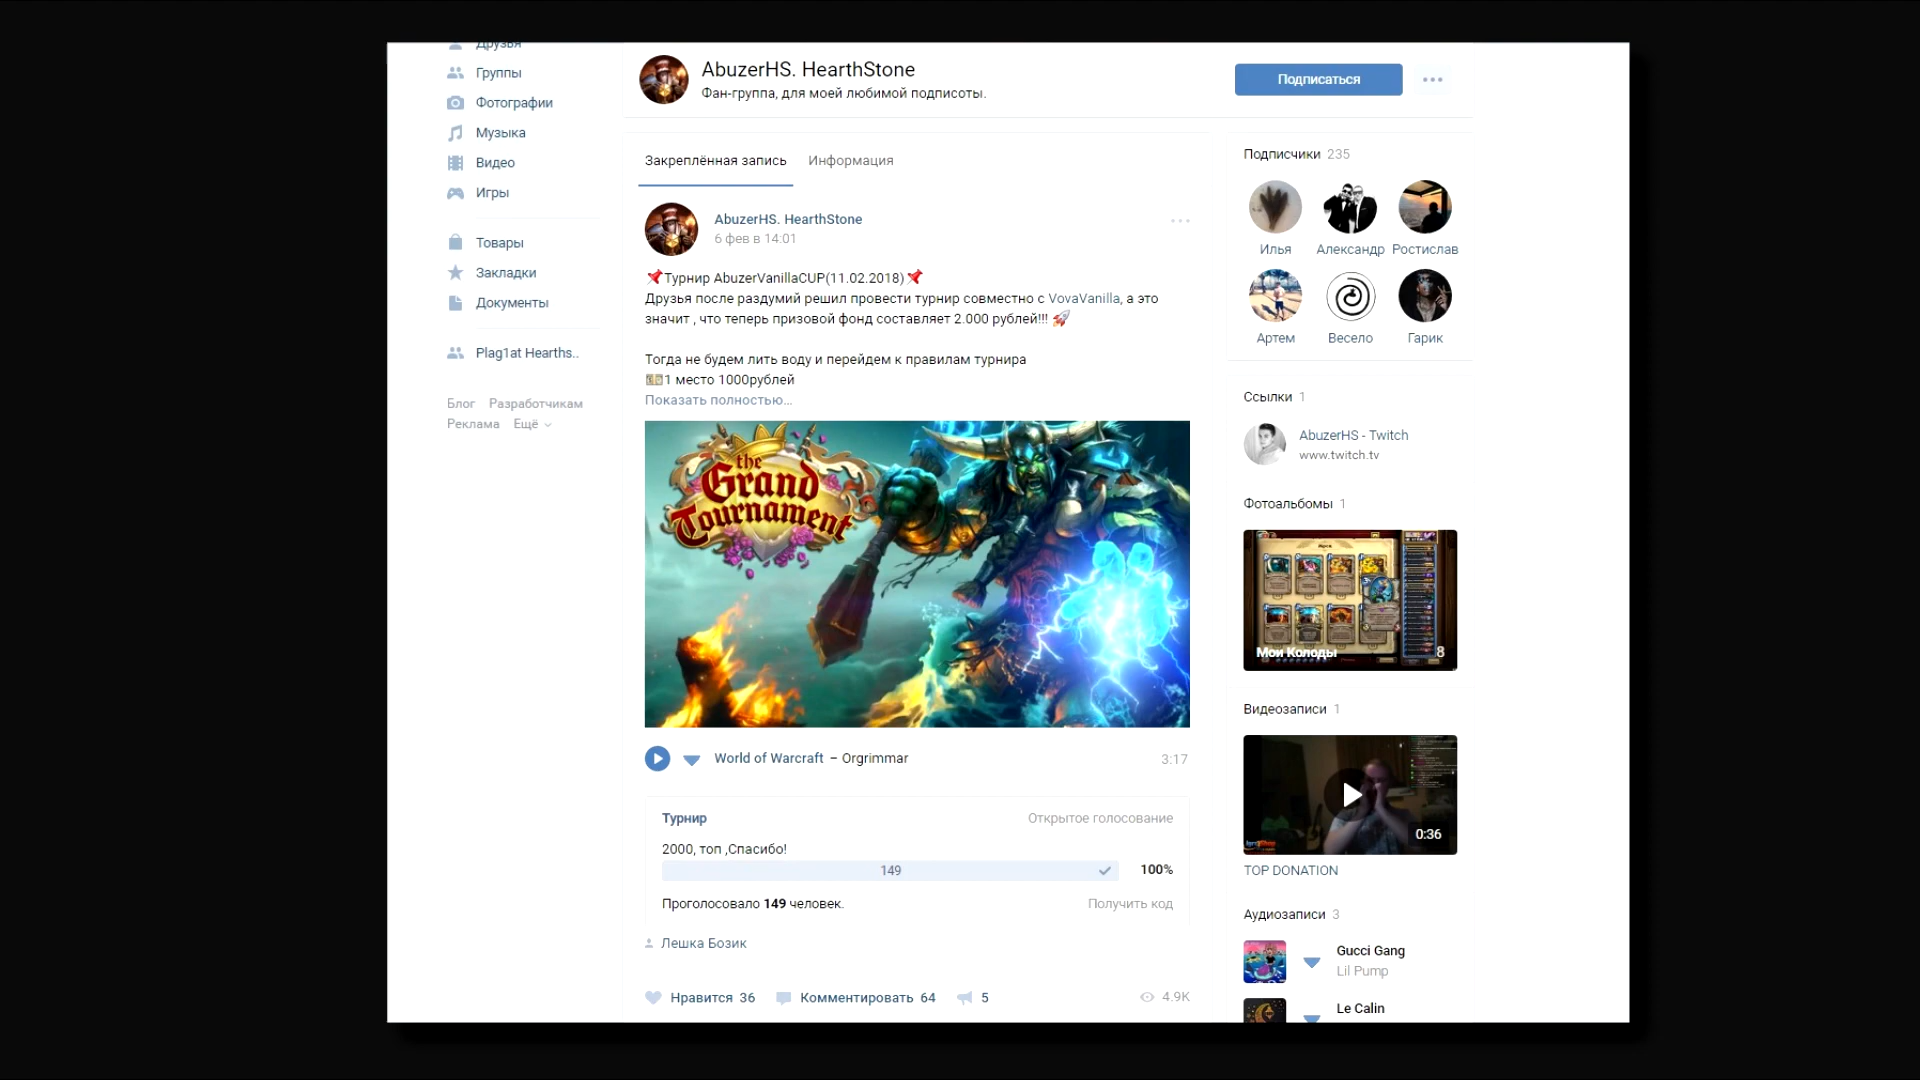 Друзья
Группы
Фотографии
Музыка
Видео
Игры
Товары
Закладки
Документы
Plag1at Hearths..
Блог Разработчикам
Реклама Ещё
AbuzerHS. HearthStone
Фан-группа, для моей любимой подписоты.
Подписаться
Закреплённая запись Информация
AbuzerHS. HearthStone
6 фев в 14:01
Турнир AbuzerVanillaCUP(11.02.2018)
Друзья после раздумий решил провести турнир совместно с VovaVanilla, а это
значит , что теперь призовой фонд составляет 2.000 рублей!!!
Тогда не будем лить воду и перейдем к правилам турнира
1 место 1000рублей
Показать полностью...
the
Grand
Tournament
World of Warcraft – Orgrimmar 3:17
Турнир Открытое голосование
2000, топ ,Спасибо!
149 100%
Проголосовало 149 человек. Получить код
Лешка Бозик
Нравится 36 Комментировать 64 5 4.9K
Подписчики 235
Илья Александр Ростислав
Артем Весело Гарик
Ссылки 1
AbuzerHS - Twitch
www.twitch.tv
Фотоальбомы 1
Мои Колоды 8
Видеозаписи 1
0:36
TOP DONATION
Аудиозаписи 3
Gucci Gang
Lil Pump
Le Calin